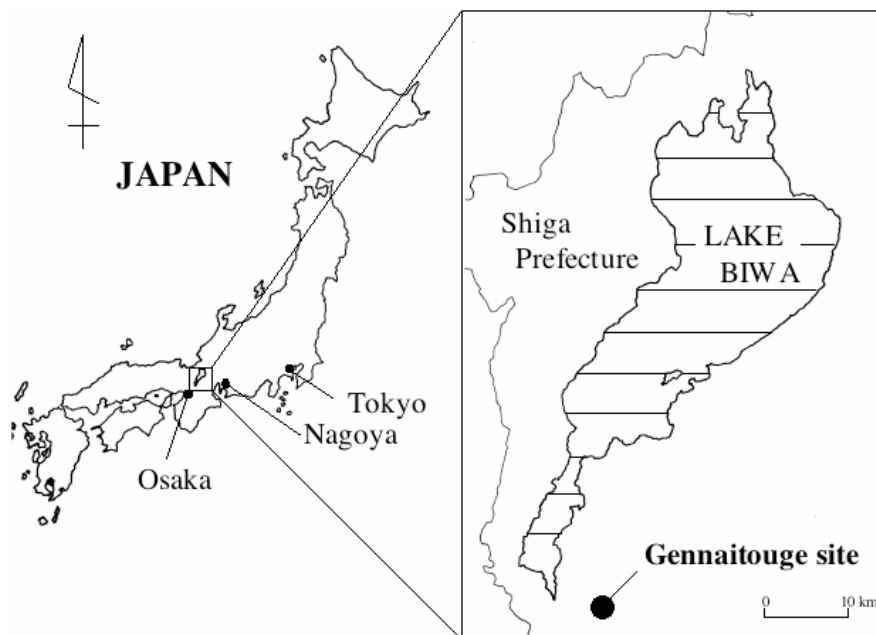 JAPAN
Tokyo
Nagoya
Osaka
Shiga
Prefecture
LAKE
BIWA
Gennaitouge site
0 10 km